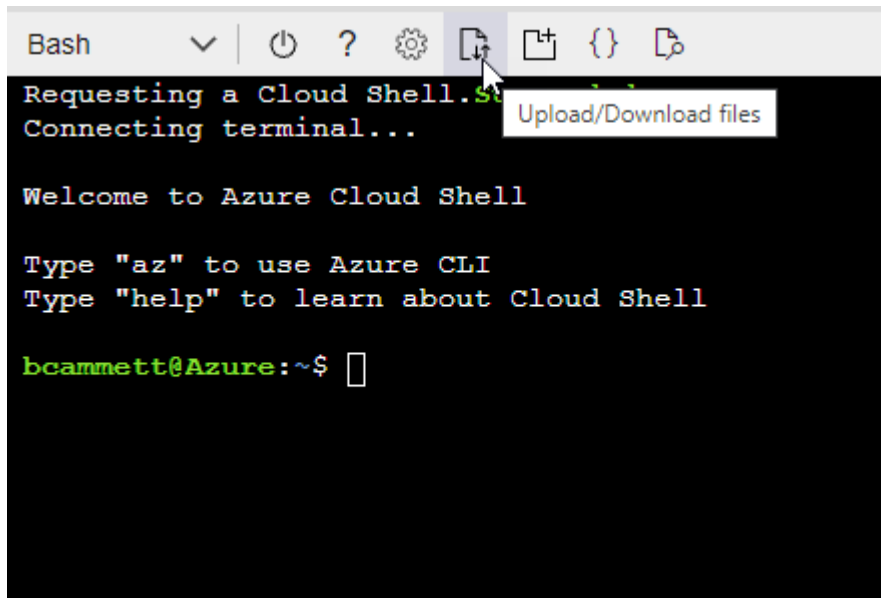 Bash
Requesting a Cloud Shell.
Upload/Download files
Connecting terminal...
Welcome to Azure Cloud Shell
Type "az" to use Azure CLI
Type "help" to learn about Cloud Shell
bcammett@Azure:~$